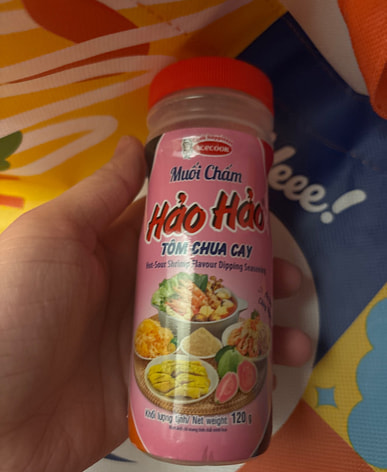 ACECOOK
Muối Chấm
Hảo Hảo
TÔM CHUA CAY
Hot-Sour Shrimp Flavour Dipping Seasoning
Khối lượng tịnh/ Net weight: 120 g
eee!